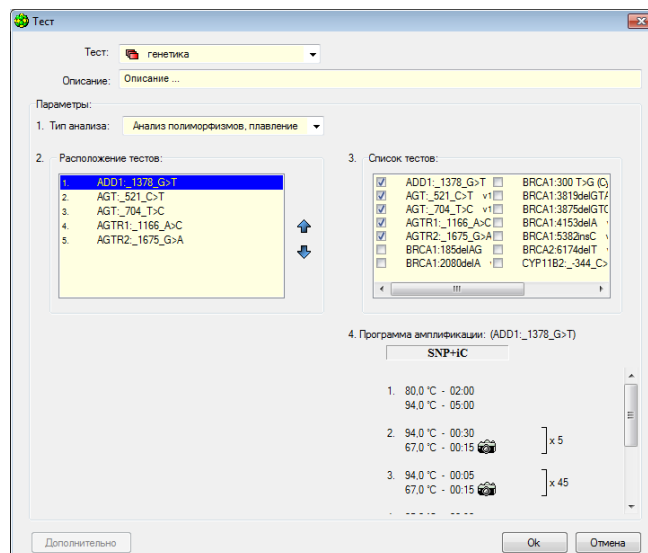 Тест
Тест: генетика
Описание: Описание ...
Параметры:
1. Тип анализа: Анализ полиморфизмов, плавление
2. Расположение тестов:
1. ADD1:_1378_G>T
2. AGT:_521_C>T
3. AGT:_704_T>C
4. AGTR1:_1166_A>C
5. AGTR2:_1675_G>A
3. Список тестов:
ADD1:_1378_G>T BRCA1:300 T>G (Cy
AGT:_521_C>T v1 BRCA1:3819delGTA
AGT:_704_T>C v1 BRCA1:3875delGTC
AGTR1:_1166_A>C BRCA1:4153delA
AGTR2:_1675_G>A BRCA1:5382insC
BRCA1:185delAG BRCA2:6174delT
BRCA1:2080delA CYP11B2:_-344_C>
4. Программа амплификации: (ADD1:_1378_G>T)
SNP+iC
1. 80,0 °C - 02:00
94,0 °C - 05:00
2. 94,0 °C - 00:30
67,0 °C - 00:15
x 5
3. 94,0 °C - 00:05
67,0 °C - 00:15
x 45
Дополнительно
Ok
Отмена